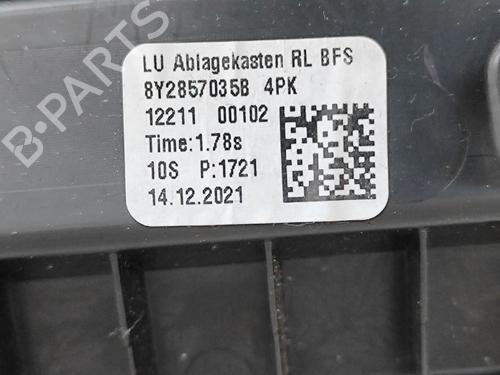 LU Ablagekasten RL BFS
8Y2857035B 4PK
12211 00102
Time:1.78s
10S P:1721
14.12.2021
B-PARTS